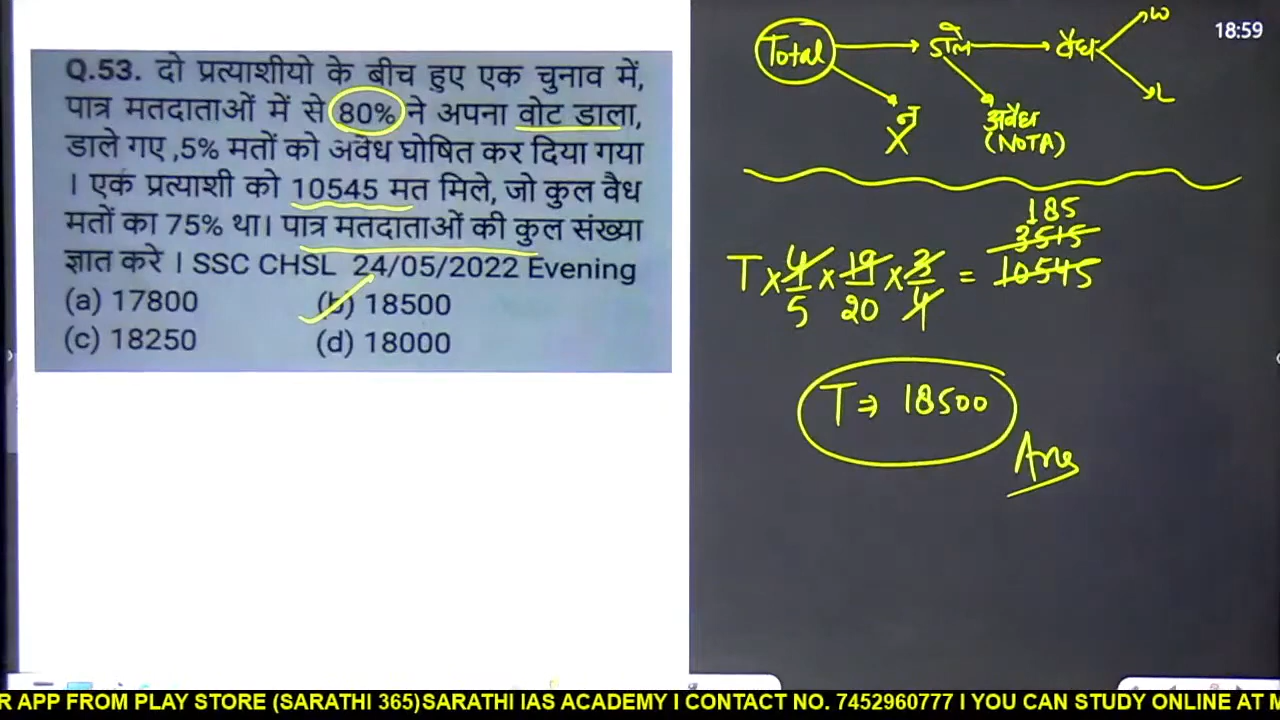 Q.53. दो प्रत्याशीयो के बीच हुए एक चुनाव में,
पात्र मतदाताओं में से 80% ने अपना वोट डाला,
डाले गए ,5% मतों को अवैध घोषित कर दिया गया
। एक प्रत्याशी को 10545 मत मिले, जो कुल वैध
मतों का 75% था। पात्र मतदाताओं की कुल संख्या
ज्ञात करे । SSC CHSL 24/05/2022 Evening
(a) 17800 (b) 18500
(c) 18250 (d) 18000
18:59
Total डाले वैध W
L
न
X
अवैध
(NOTA)
185
3515
T × 4/5 × 19/20 × 3/4 = 10545
T ⇒ 18500
Ans
R APP FROM PLAY STORE (SARATHI 365)SARATHI IAS ACADEMY I CONTACT NO. 7452960777 I YOU CAN STUDY ONLINE AT M